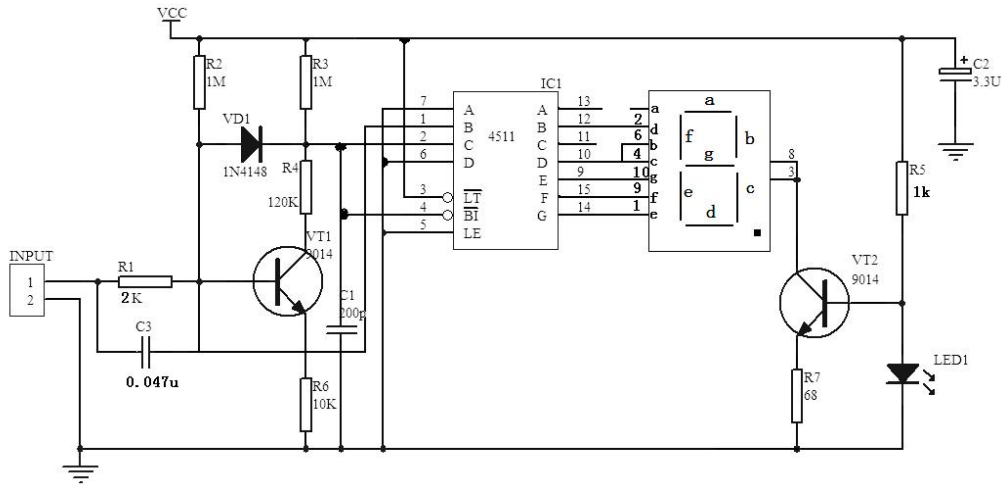 VCC
R2
1M
R3
1M
C2
3.3U
+
VD1
1N4148
R4
120K
IC1
4511
7
1
2
6
3
4
5
A
B
C
D
LT
BI
LE
A
B
C
D
E
F
G
13
12
11
10
9
15
14
2
6
4
10
9
1
a
d
b
c
g
f
e
a
f
b
g
e
c
d
8
3
R5
1k
VT1
9014
VT2
9014
INPUT
1
2
R1
2K
C3
0.047u
C1
200p
R6
10K
R7
68
LED1